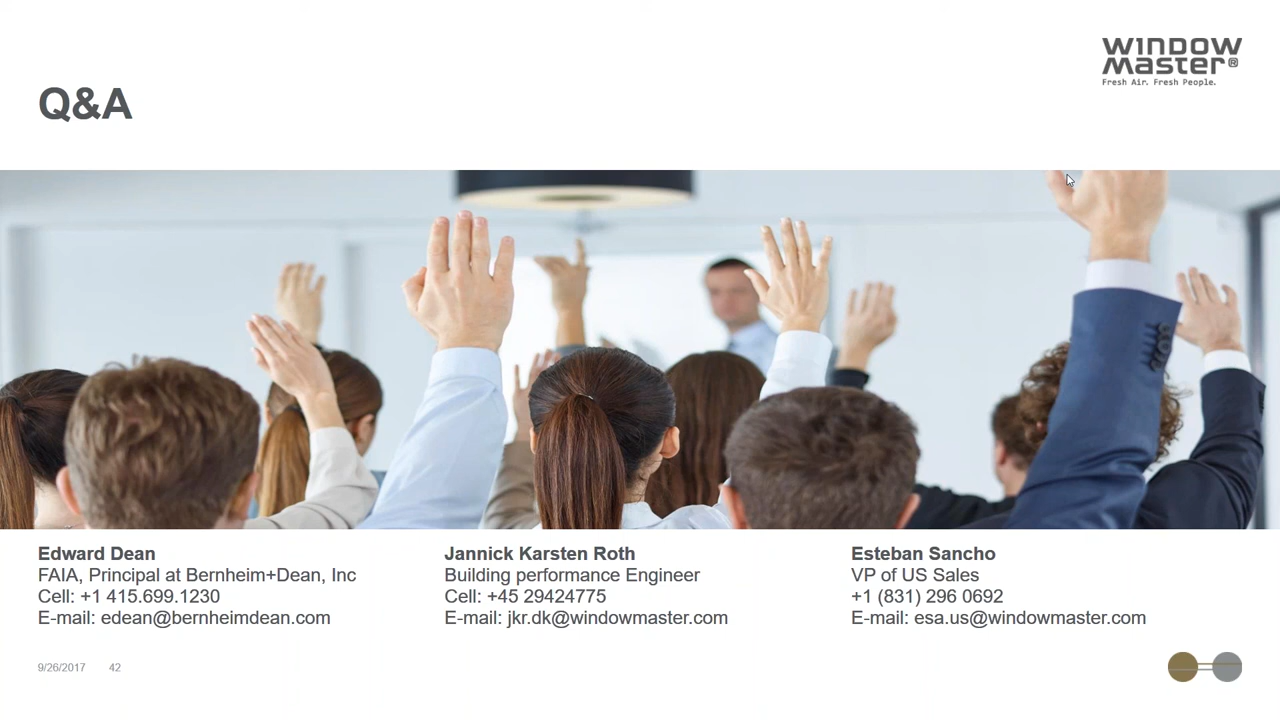 WINDOW
Master®
Fresh Air. Fresh People.
Q&A
Edward Dean
FAIA, Principal at Bernheim+Dean, Inc
Cell: +1 415.699.1230
E-mail: edean@bernheimdean.com
Jannick Karsten Roth
Building performance Engineer
Cell: +45 29424775
E-mail: jkr.dk@windowmaster.com
Esteban Sancho
VP of US Sales
+1 (831) 296 0692
E-mail: esa.us@windowmaster.com
9/26/2017 42